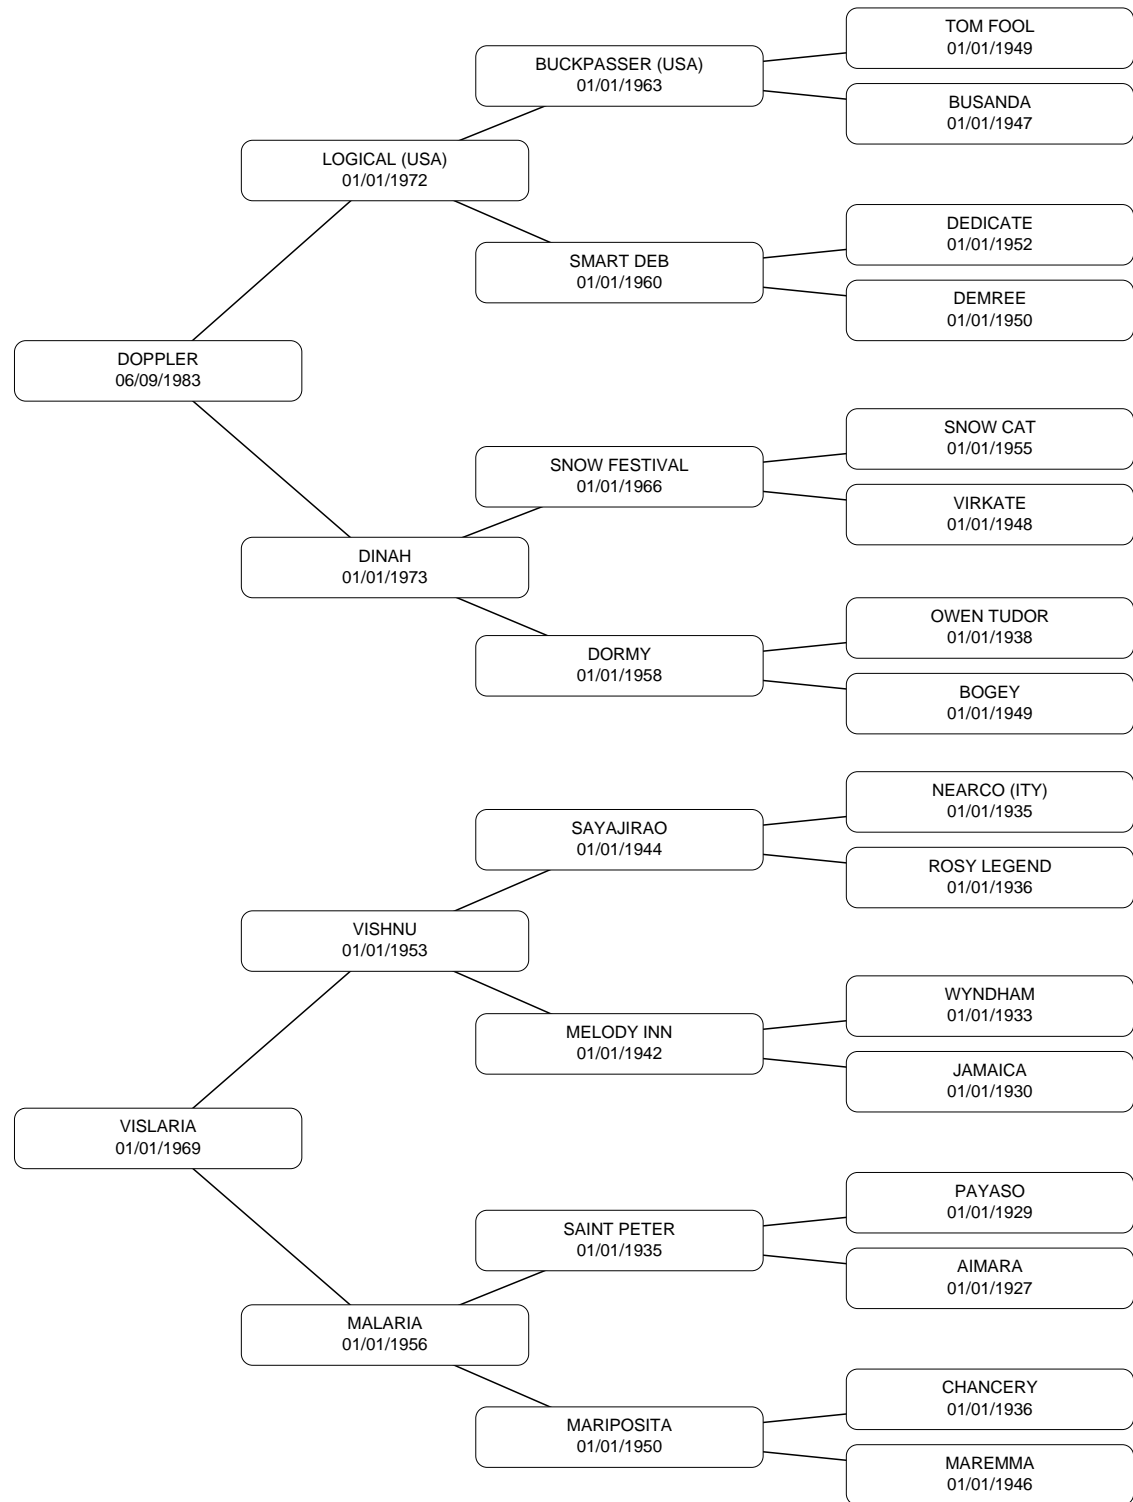 TOM FOOL
01/01/1949
BUCKPASSER (USA)
01/01/1963
BUSANDA
01/01/1947
LOGICAL (USA)
01/01/1972
DEDICATE
01/01/1952
SMART DEB
01/01/1960
DEMREE
01/01/1950
DOPPLER
06/09/1983
SNOW CAT
01/01/1955
SNOW FESTIVAL
01/01/1966
VIRKATE
01/01/1948
DINAH
01/01/1973
OWEN TUDOR
01/01/1938
DORMY
01/01/1958
BOGEY
01/01/1949
NEARCO (ITY)
01/01/1935
SAYAJIRAO
01/01/1944
ROSY LEGEND
01/01/1936
VISHNU
01/01/1953
WYNDHAM
01/01/1933
MELODY INN
01/01/1942
JAMAICA
01/01/1930
VISLARIA
01/01/1969
PAYASO
01/01/1929
SAINT PETER
01/01/1935
AIMARA
01/01/1927
MALARIA
01/01/1956
CHANCERY
01/01/1936
MARIPOSITA
01/01/1950
MAREMMA
01/01/1946